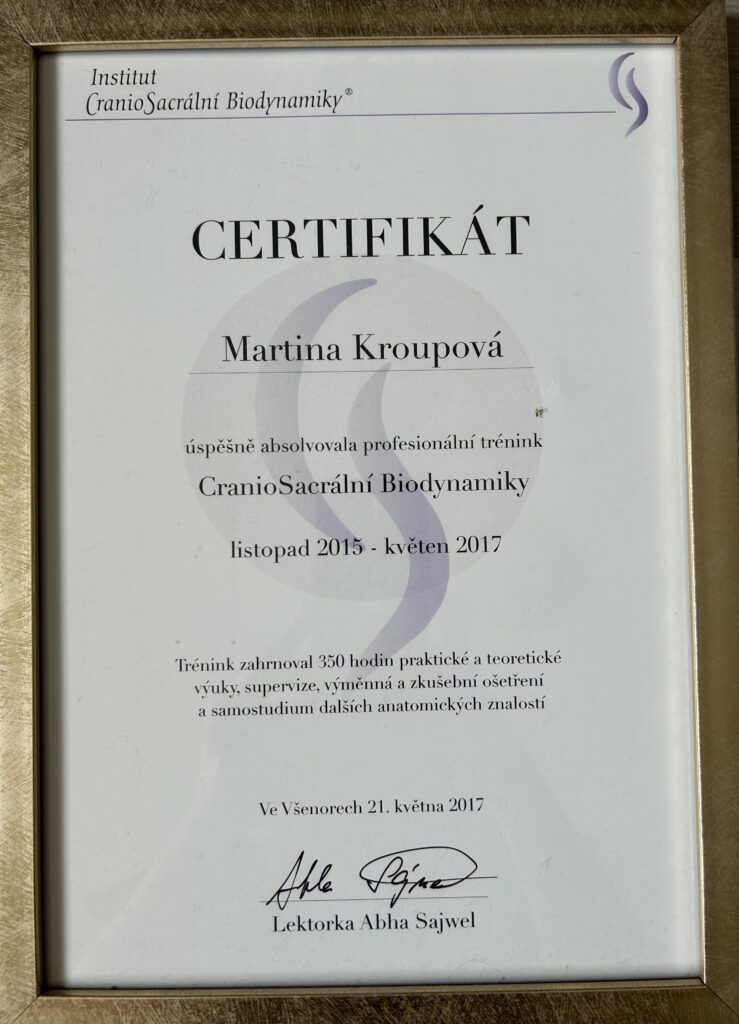 Institut
CranioSacrální Biodynamiky®
CERTIFIKÁT
Martina Kroupová
úspěšně absolvovala profesionální trénink
CranioSacrální Biodynamiky
listopad 2015 - květen 2017
Trénink zahrnoval 350 hodin praktické a teoretické
výuky, supervize, výměnná a zkušební ošetření
a samostudium dalších anatomických znalostí
Ve Všenorech 21. května 2017
Lektorka Abha Sajwel